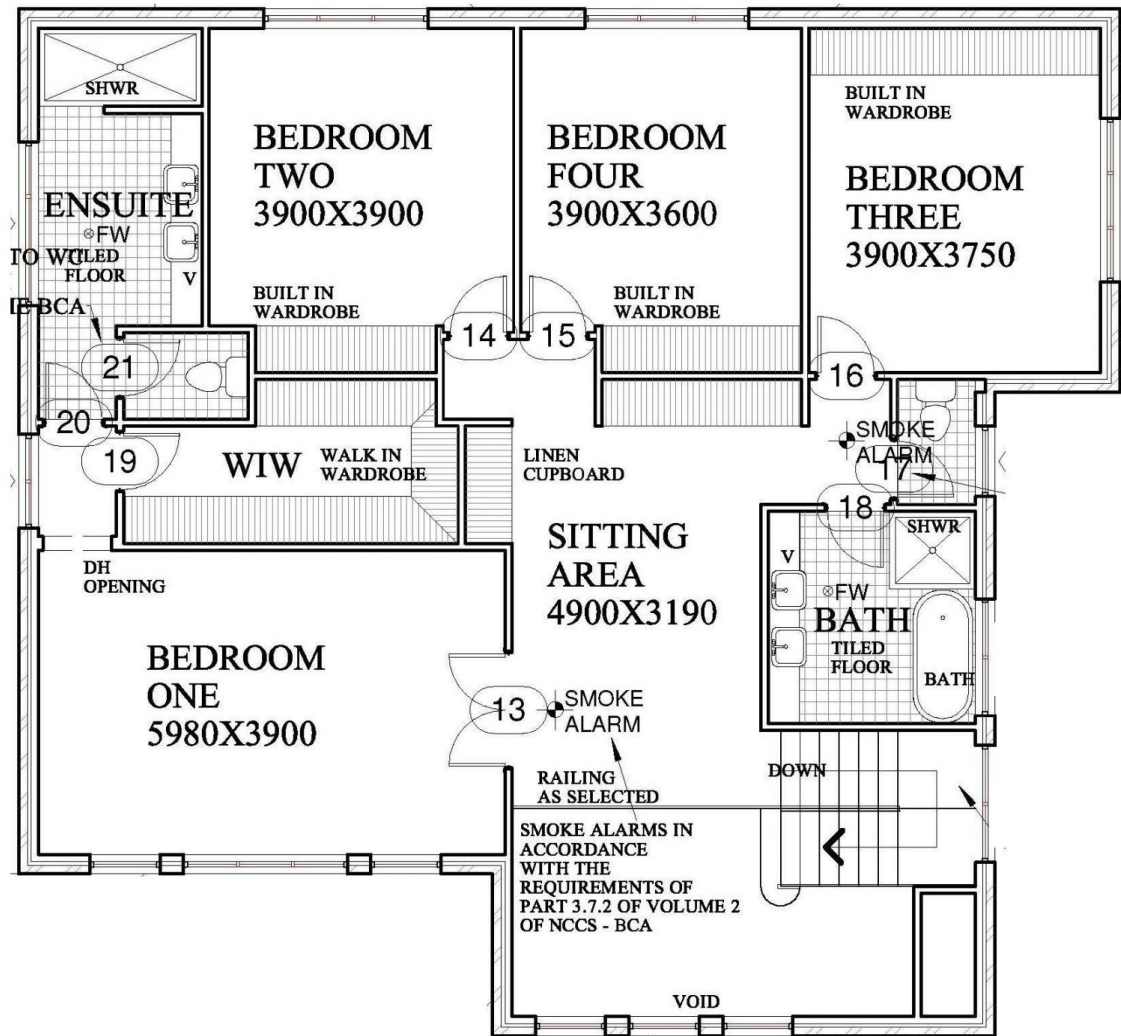 SHWR
BEDROOM
TWO
3900X3900
BEDROOM
FOUR
3900X3600
BUILT IN
WARDROBE
BEDROOM
THREE
3900X3750
ENSUITE
FW
TILED
FLOOR
V
TO WC
BCA
BUILT IN
WARDROBE
BUILT IN
WARDROBE
14
15
16
21
20
19
WIW
WALK IN
WARDROBE
LINEN
CUPBOARD
SMOKE
ALARM
17
18
SHWR
V
FW
BATH
TILED
FLOOR
BATH
DH
OPENING
SITTING
AREA
4900X3190
BEDROOM
ONE
5980X3900
13
SMOKE
ALARM
RAILING
AS SELECTED
DOWN
SMOKE ALARMS IN
ACCORDANCE
WITH THE
REQUIREMENTS OF
PART 3.7.2 OF VOLUME 2
OF NCCS - BCA
VOID